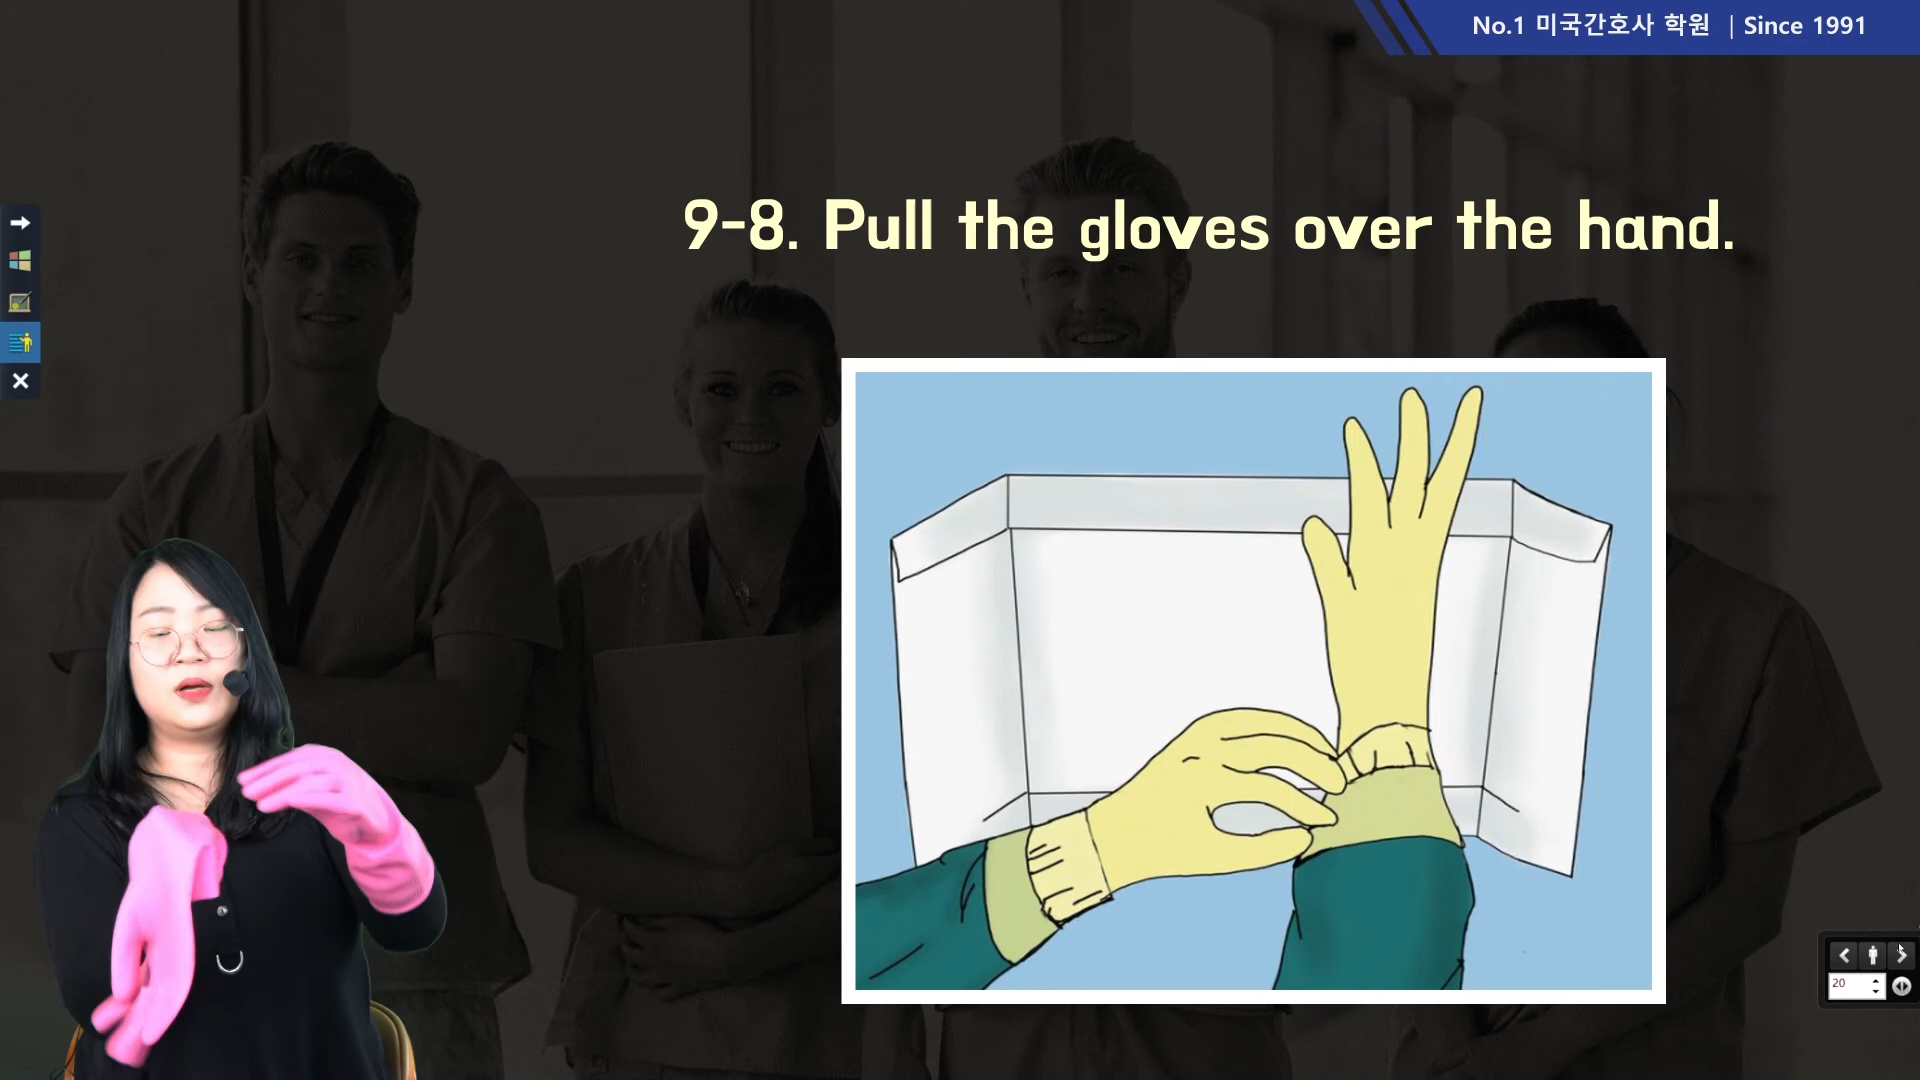 No.1 미국간호사 학원 | Since 1991
9-8. Pull the gloves over the hand.
20